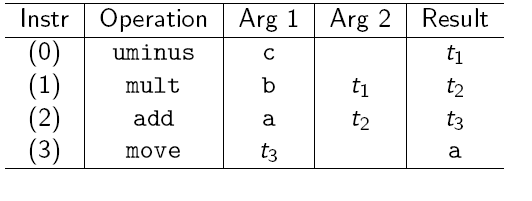 Instr Operation Arg 1 Arg 2 Result
(0) uminus c t1
(1) mult b t1 t2
(2) add a t2 t3
(3) move t3 a